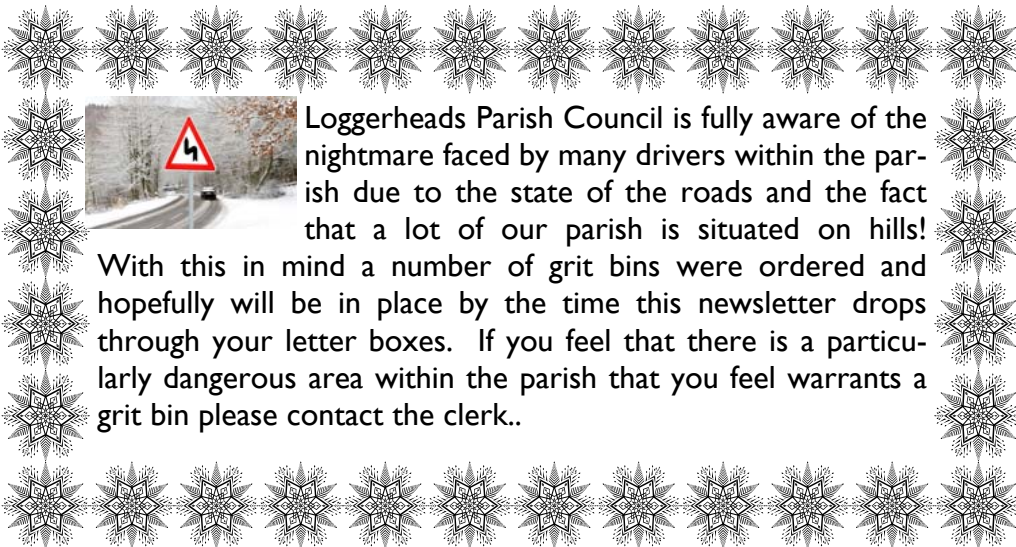 Loggerheads Parish Council is fully aware of the
nightmare faced by many drivers within the par-
ish due to the state of the roads and the fact
that a lot of our parish is situated on hills!
With this in mind a number of grit bins were ordered and
hopefully will be in place by the time this newsletter drops
through your letter boxes.  If you feel that there is a particu-
larly dangerous area within the parish that you feel warrants a
grit bin please contact the clerk..